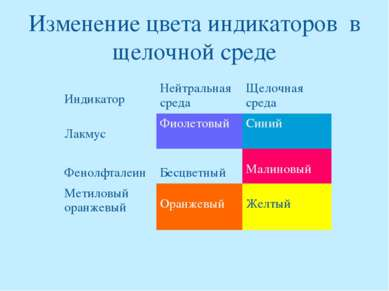 Изменение цвета индикаторов в
щелочной среде
Индикатор
Нейтральная
среда
Щелочная
среда
Лакмус
Фиолетовый
Синий
Фенолфталеин
Бесцветный
Малиновый
Метиловый
оранжевый
Оранжевый
Желтый